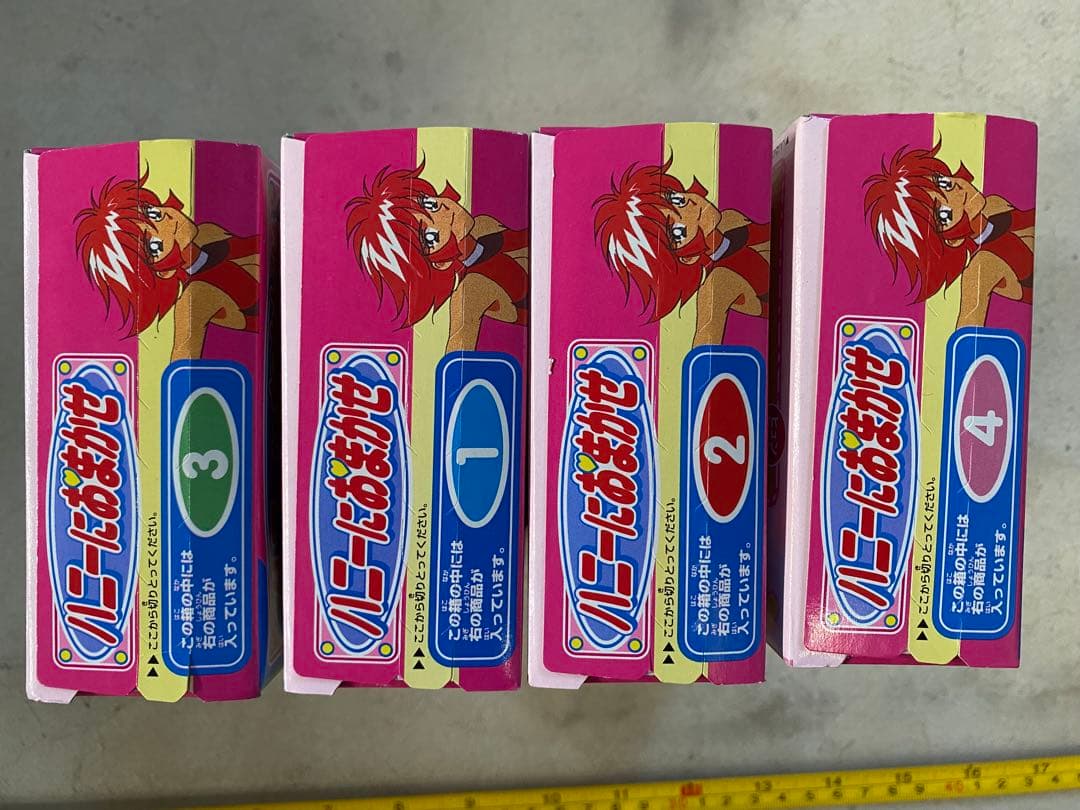 ハニーにおまかせ
▶▶ここから切りとってください。
この箱の中には
右の商品が
入っています。
3
ハニーにおまかせ
▶▶ここから切りとってください。
この箱の中には
右の商品が
入っています。
1
ハニーにおまかせ
▶▶ここから切りとってください。
この箱の中には
右の商品が
入っています。
2
ハニーにおまかせ
▶▶ここから切りとってください。
この箱の中には
右の商品が
入っています。
4
13 14 15 16 17